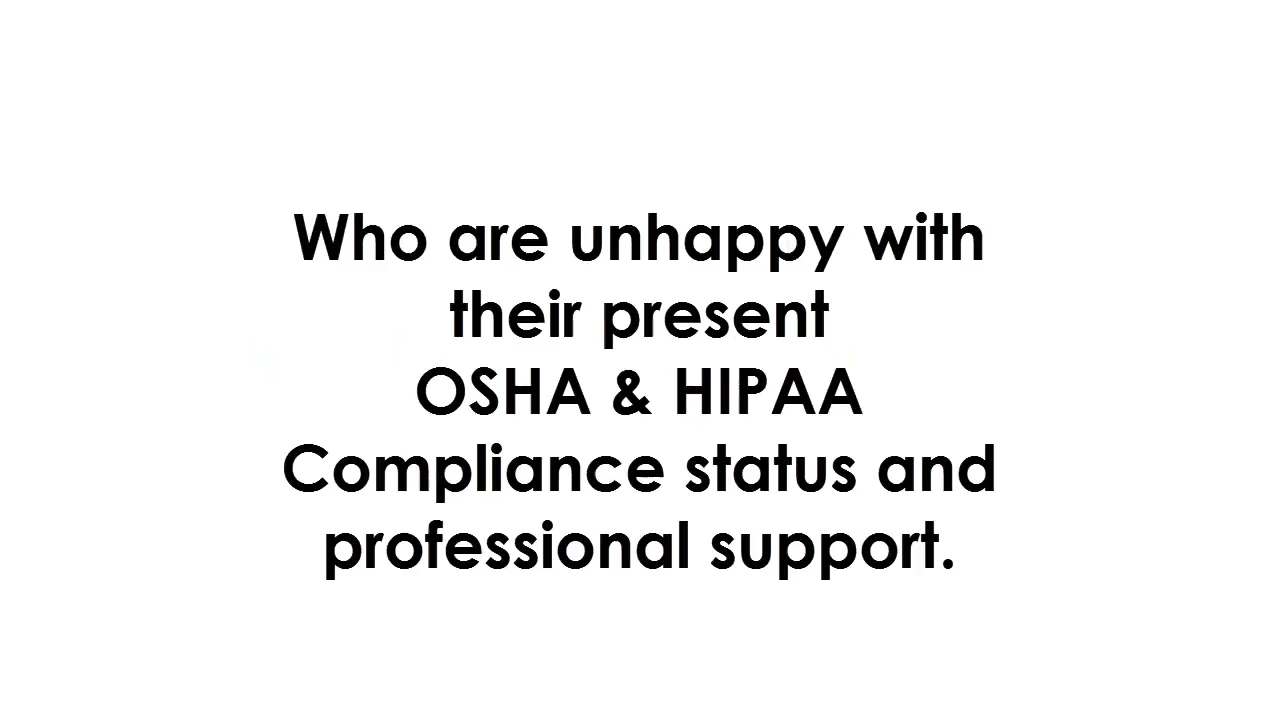 Who are unhappy with
their present
OSHA & HIPAA
Compliance status and
professional support.